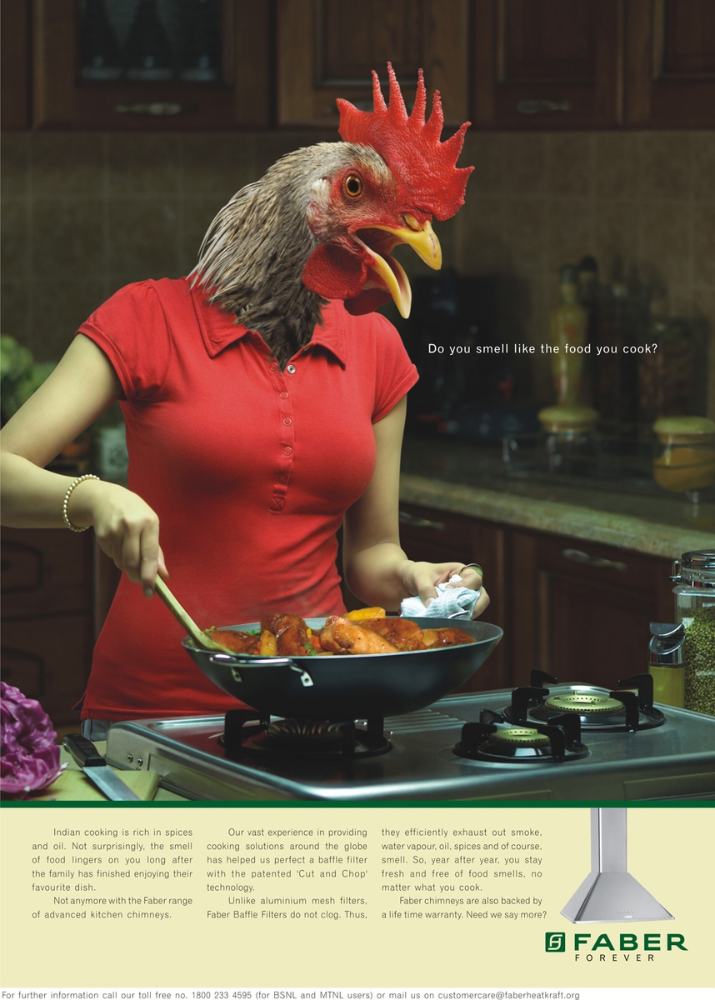 Do you smell like the food you cook?
Indian cooking is rich in spices
and oil. Not surprisingly, the smell
of food lingers on you long after
the family has finished enjoying their
favourite dish.
Not anymore with the Faber range
of advanced kitchen chimneys.
Our vast experience in providing
cooking solutions around the globe
has helped us perfect a baffle filter
with the patented 'Cut and Chop'
technology.
Unlike aluminium mesh filters,
Faber Baffle Filters do not clog. Thus,
they efficiently exhaust out smoke,
water vapour, oil, spices and of course,
smell. So, year after year, you stay
fresh and free of food smells, no
matter what you cook.
Faber chimneys are also backed by
a life time warranty. Need we say more?
FABER
FOREVER
For further information call our toll free no. 1800 233 4595 (for BSNL and MTNL users) or mail us on customercare@faberheatkraft.org